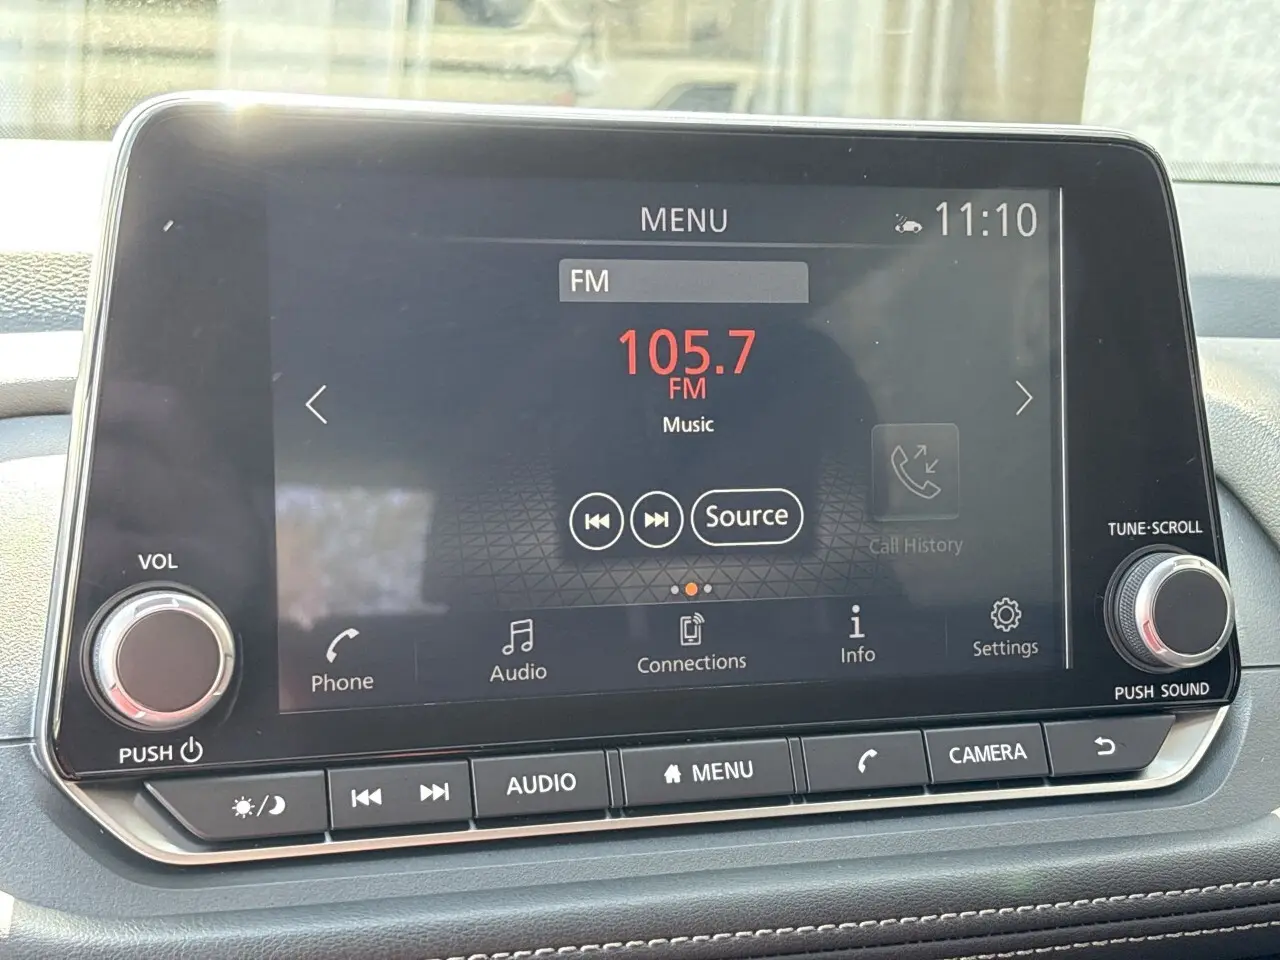 MENU
11:10
FM
105.7
FM
Music
Source
Call History
Phone
Audio
Connections
Info
Settings
VOL
PUSH
TUNE·SCROLL
PUSH SOUND
AUDIO
MENU
CAMERA